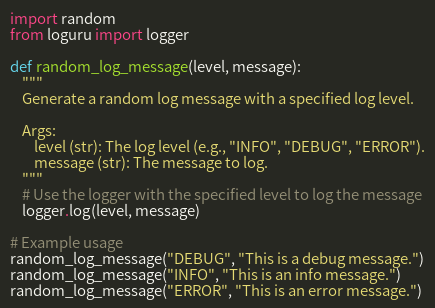 import random
from loguru import logger

def random_log_message(level, message):
    """
    Generate a random log message with a specified log level.

    Args:
        level (str): The log level (e.g., "INFO", "DEBUG", "ERROR").
        message (str): The message to log.
    """
    # Use the logger with the specified level to log the message
    logger.log(level, message)

# Example usage
random_log_message("DEBUG", "This is a debug message.")
random_log_message("INFO", "This is an info message.")
random_log_message("ERROR", "This is an error message.")